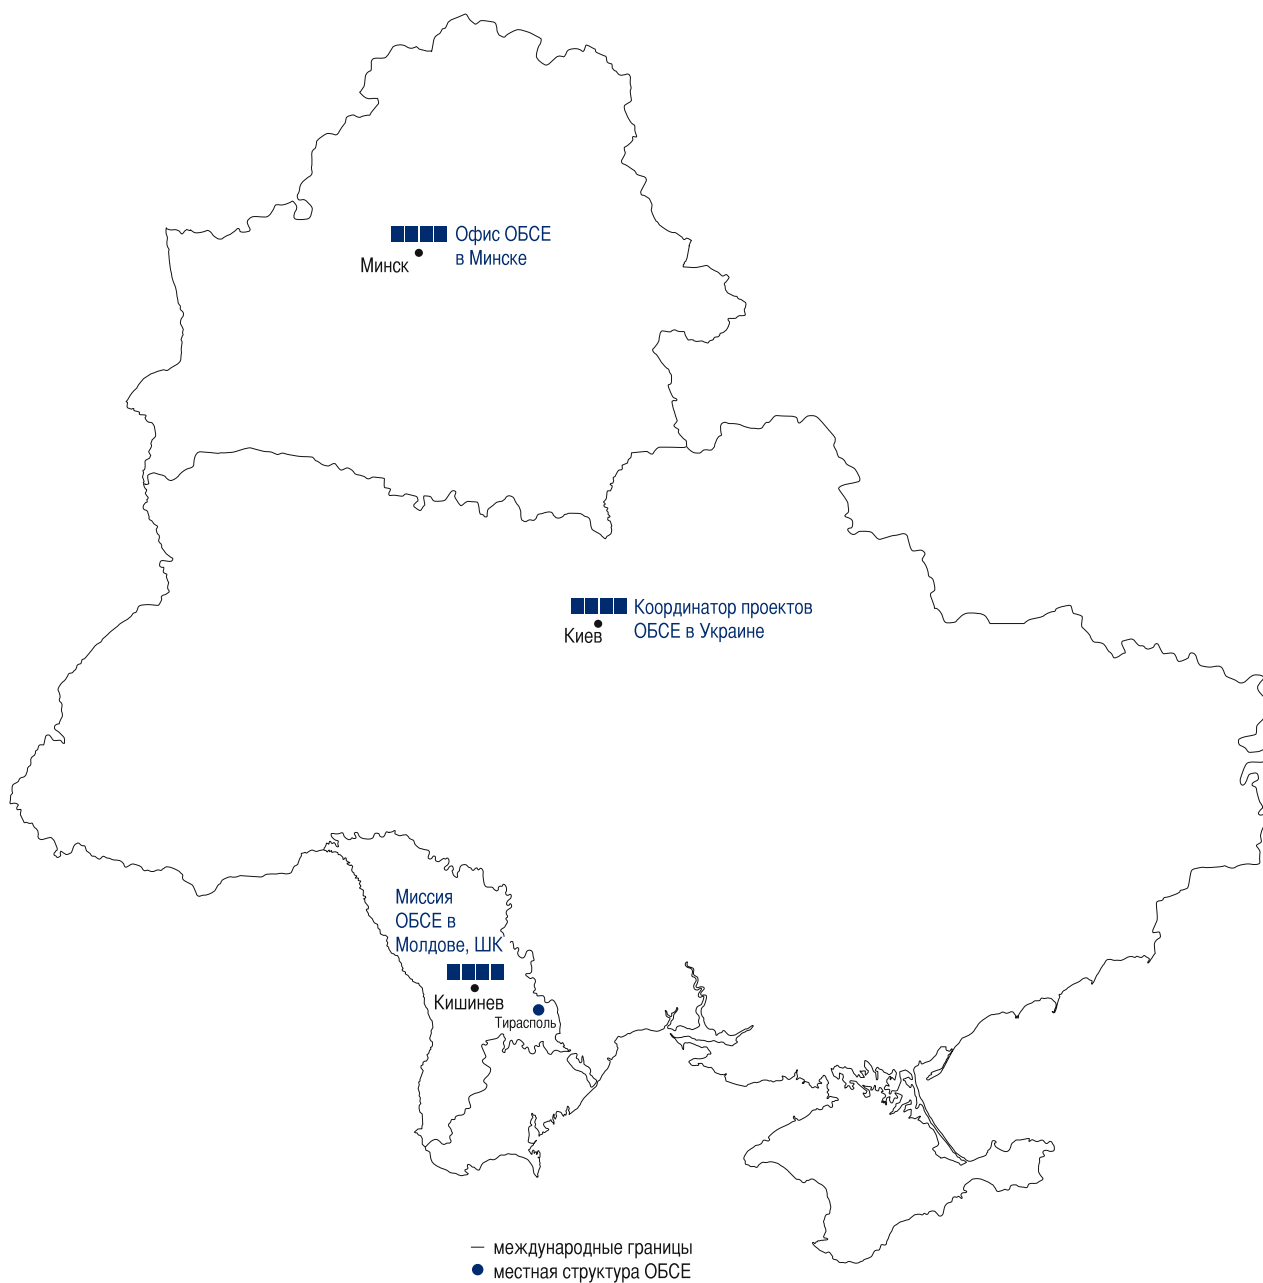 Офис ОБСЕ
в Минске
Минск
Координатор проектов
ОБСЕ в Украине
Киев
Миссия
ОБСЕ в
Молдове, ШК
Кишинев
Тирасполь
международные границы
местная структура ОБСЕ